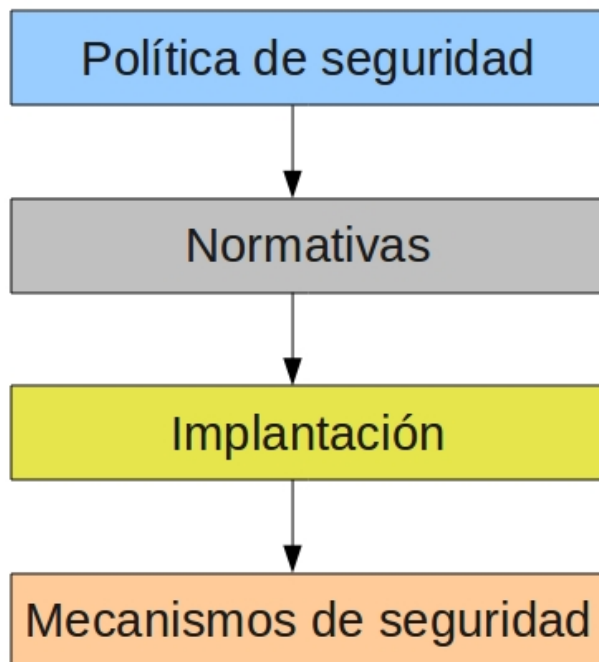 Política de seguridad
Normativas
Implantación
Mecanismos de seguridad